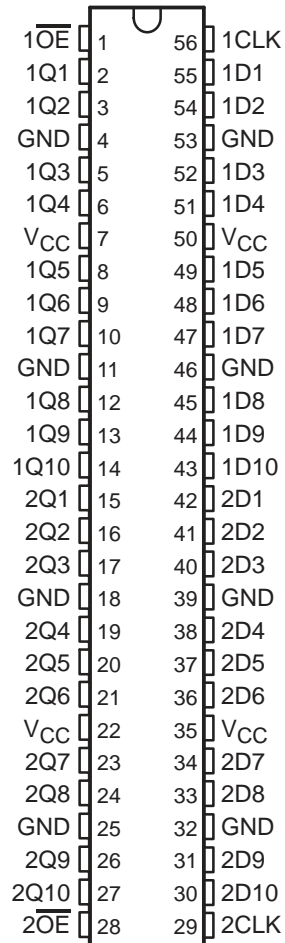 1O̅E̅ 1 56 1CLK
1Q1 2 55 1D1
1Q2 3 54 1D2
GND 4 53 GND
1Q3 5 52 1D3
1Q4 6 51 1D4
VCC 7 50 VCC
1Q5 8 49 1D5
1Q6 9 48 1D6
1Q7 10 47 1D7
GND 11 46 GND
1Q8 12 45 1D8
1Q9 13 44 1D9
1Q10 14 43 1D10
2Q1 15 42 2D1
2Q2 16 41 2D2
2Q3 17 40 2D3
GND 18 39 GND
2Q4 19 38 2D4
2Q5 20 37 2D5
2Q6 21 36 2D6
VCC 22 35 VCC
2Q7 23 34 2D7
2Q8 24 33 2D8
GND 25 32 GND
2Q9 26 31 2D9
2Q10 27 30 2D10
2O̅E̅ 28 29 2CLK